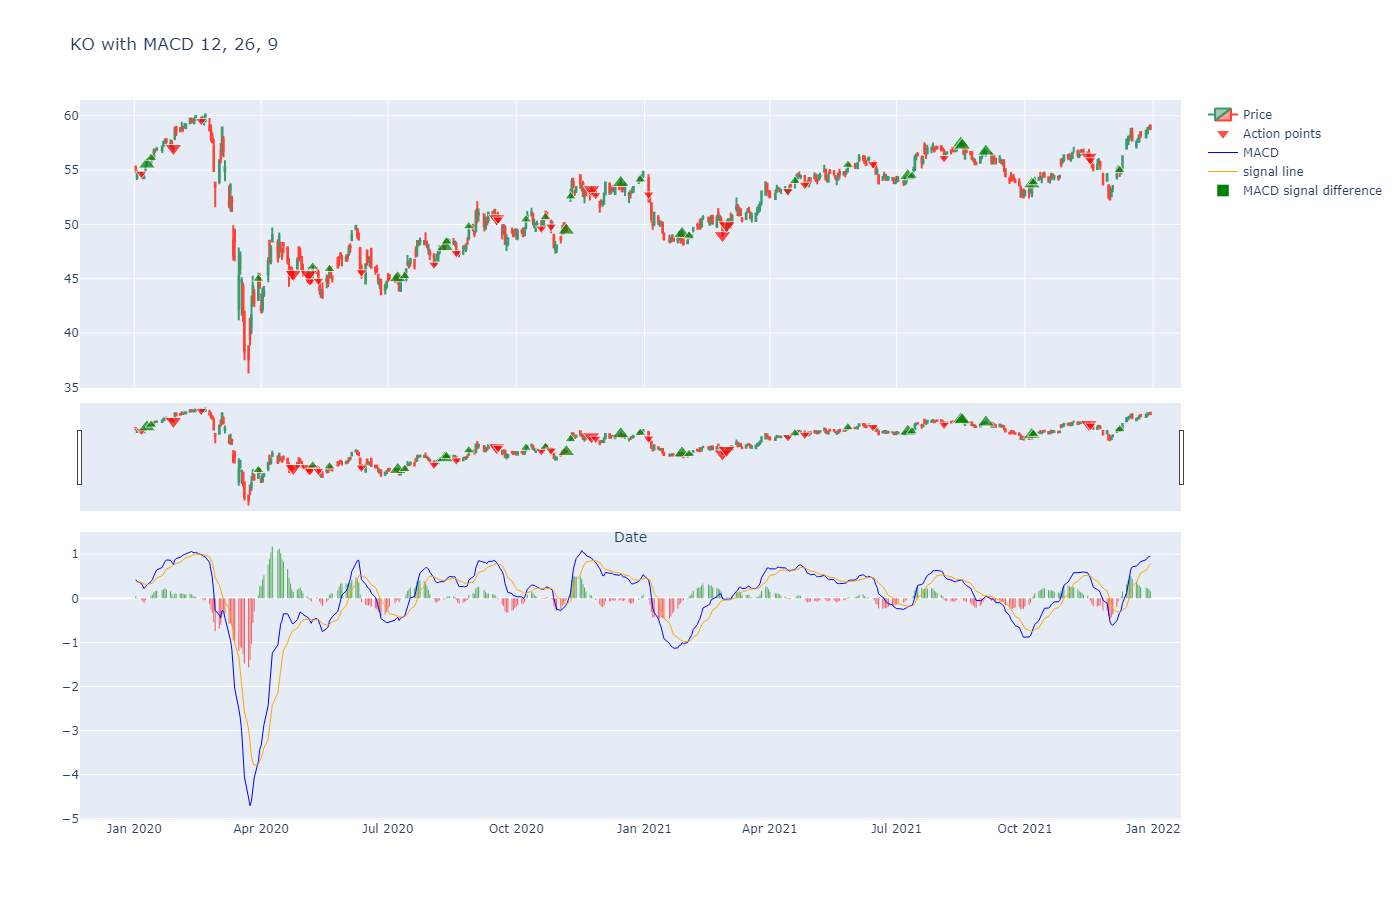 KO with MACD 12, 26, 9
60
55
50
45
40
35
Price
Action points
MACD
signal line
MACD signal difference
Date
1
0
−1
−2
−3
−4
−5
Jan 2020 Apr 2020 Jul 2020 Oct 2020 Jan 2021 Apr 2021 Jul 2021 Oct 2021 Jan 2022